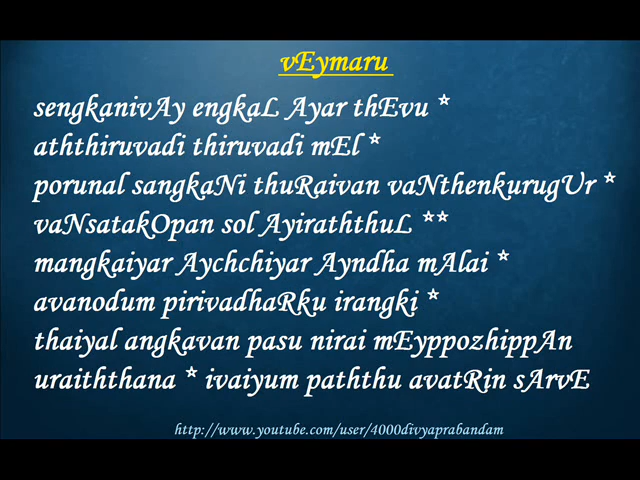 vEymaru
sengkanivAy engkaL Ayar thEvu *
aththiruvadi thiruvadi mEl *
porunal sangkaNi thuRaivan vaNthenkurugUr *
vaNsatakOpan sol AyiraththuL **
mangkaiyar Aychchiyar Ayndha mAlai *
avanodum pirivadhaRku irangki *
thaiyal angkavan pasu nirai mEyppozhippAn
uraiththana * ivaiyum paththu avatRin sArvE
http://www.youtube.com/user/4000divyaprabandam